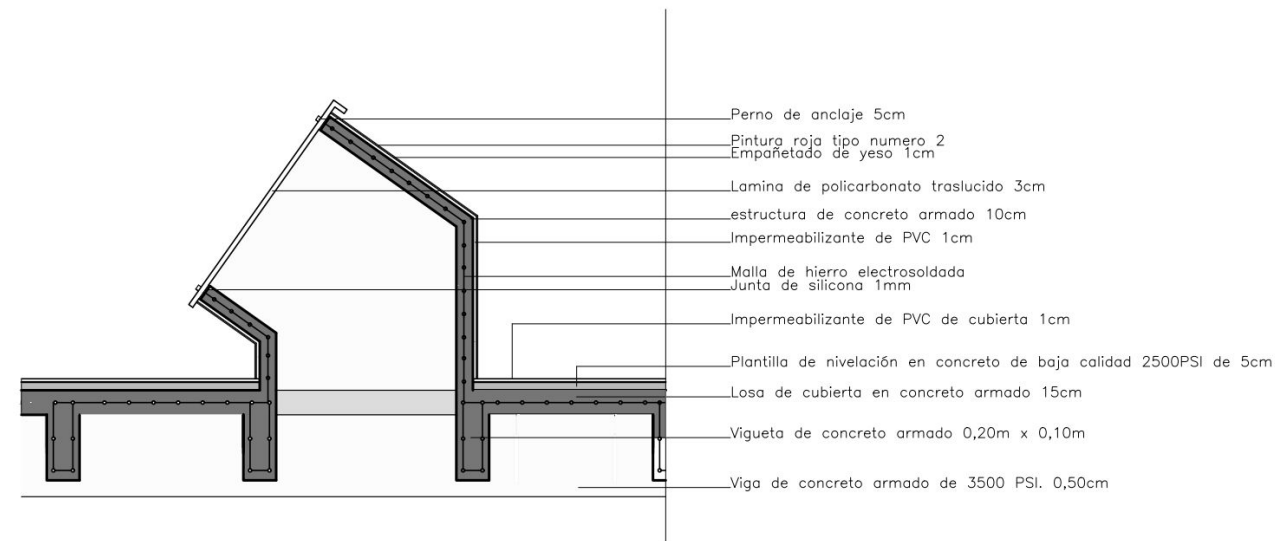 Perno de anclaje 5cm
Pintura roja tipo numero 2
Empañetado de yeso 1cm
Lamina de policarbonato traslucido 3cm
estructura de concreto armado 10cm
Impermeabilizante de PVC 1cm
Malla de hierro electrosoldada
Junta de silicona 1mm
Impermeabilizante de PVC de cubierta 1cm
Plantilla de nivelación en concreto de baja calidad 2500PSI de 5cm
Losa de cubierta en concreto armado 15cm
Vigueta de concreto armado 0,20m x 0,10m
Viga de concreto armado de 3500 PSI. 0,50cm